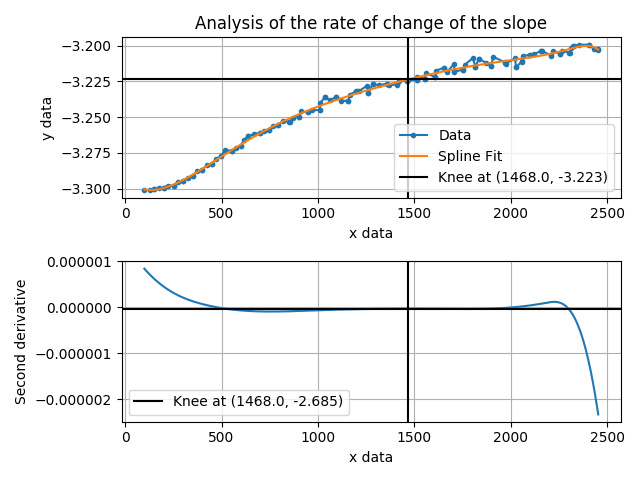 Analysis of the rate of change of the slope
−3.200
−3.225
−3.250
−3.275
−3.300
y data
Data
Spline Fit
Knee at (1468.0, -3.223)
0 500 1000 1500 2000 2500
x data
0.000001
0.000000
−0.000001
−0.000002
Second derivative
Knee at (1468.0, -2.685)
0 500 1000 1500 2000 2500
x data